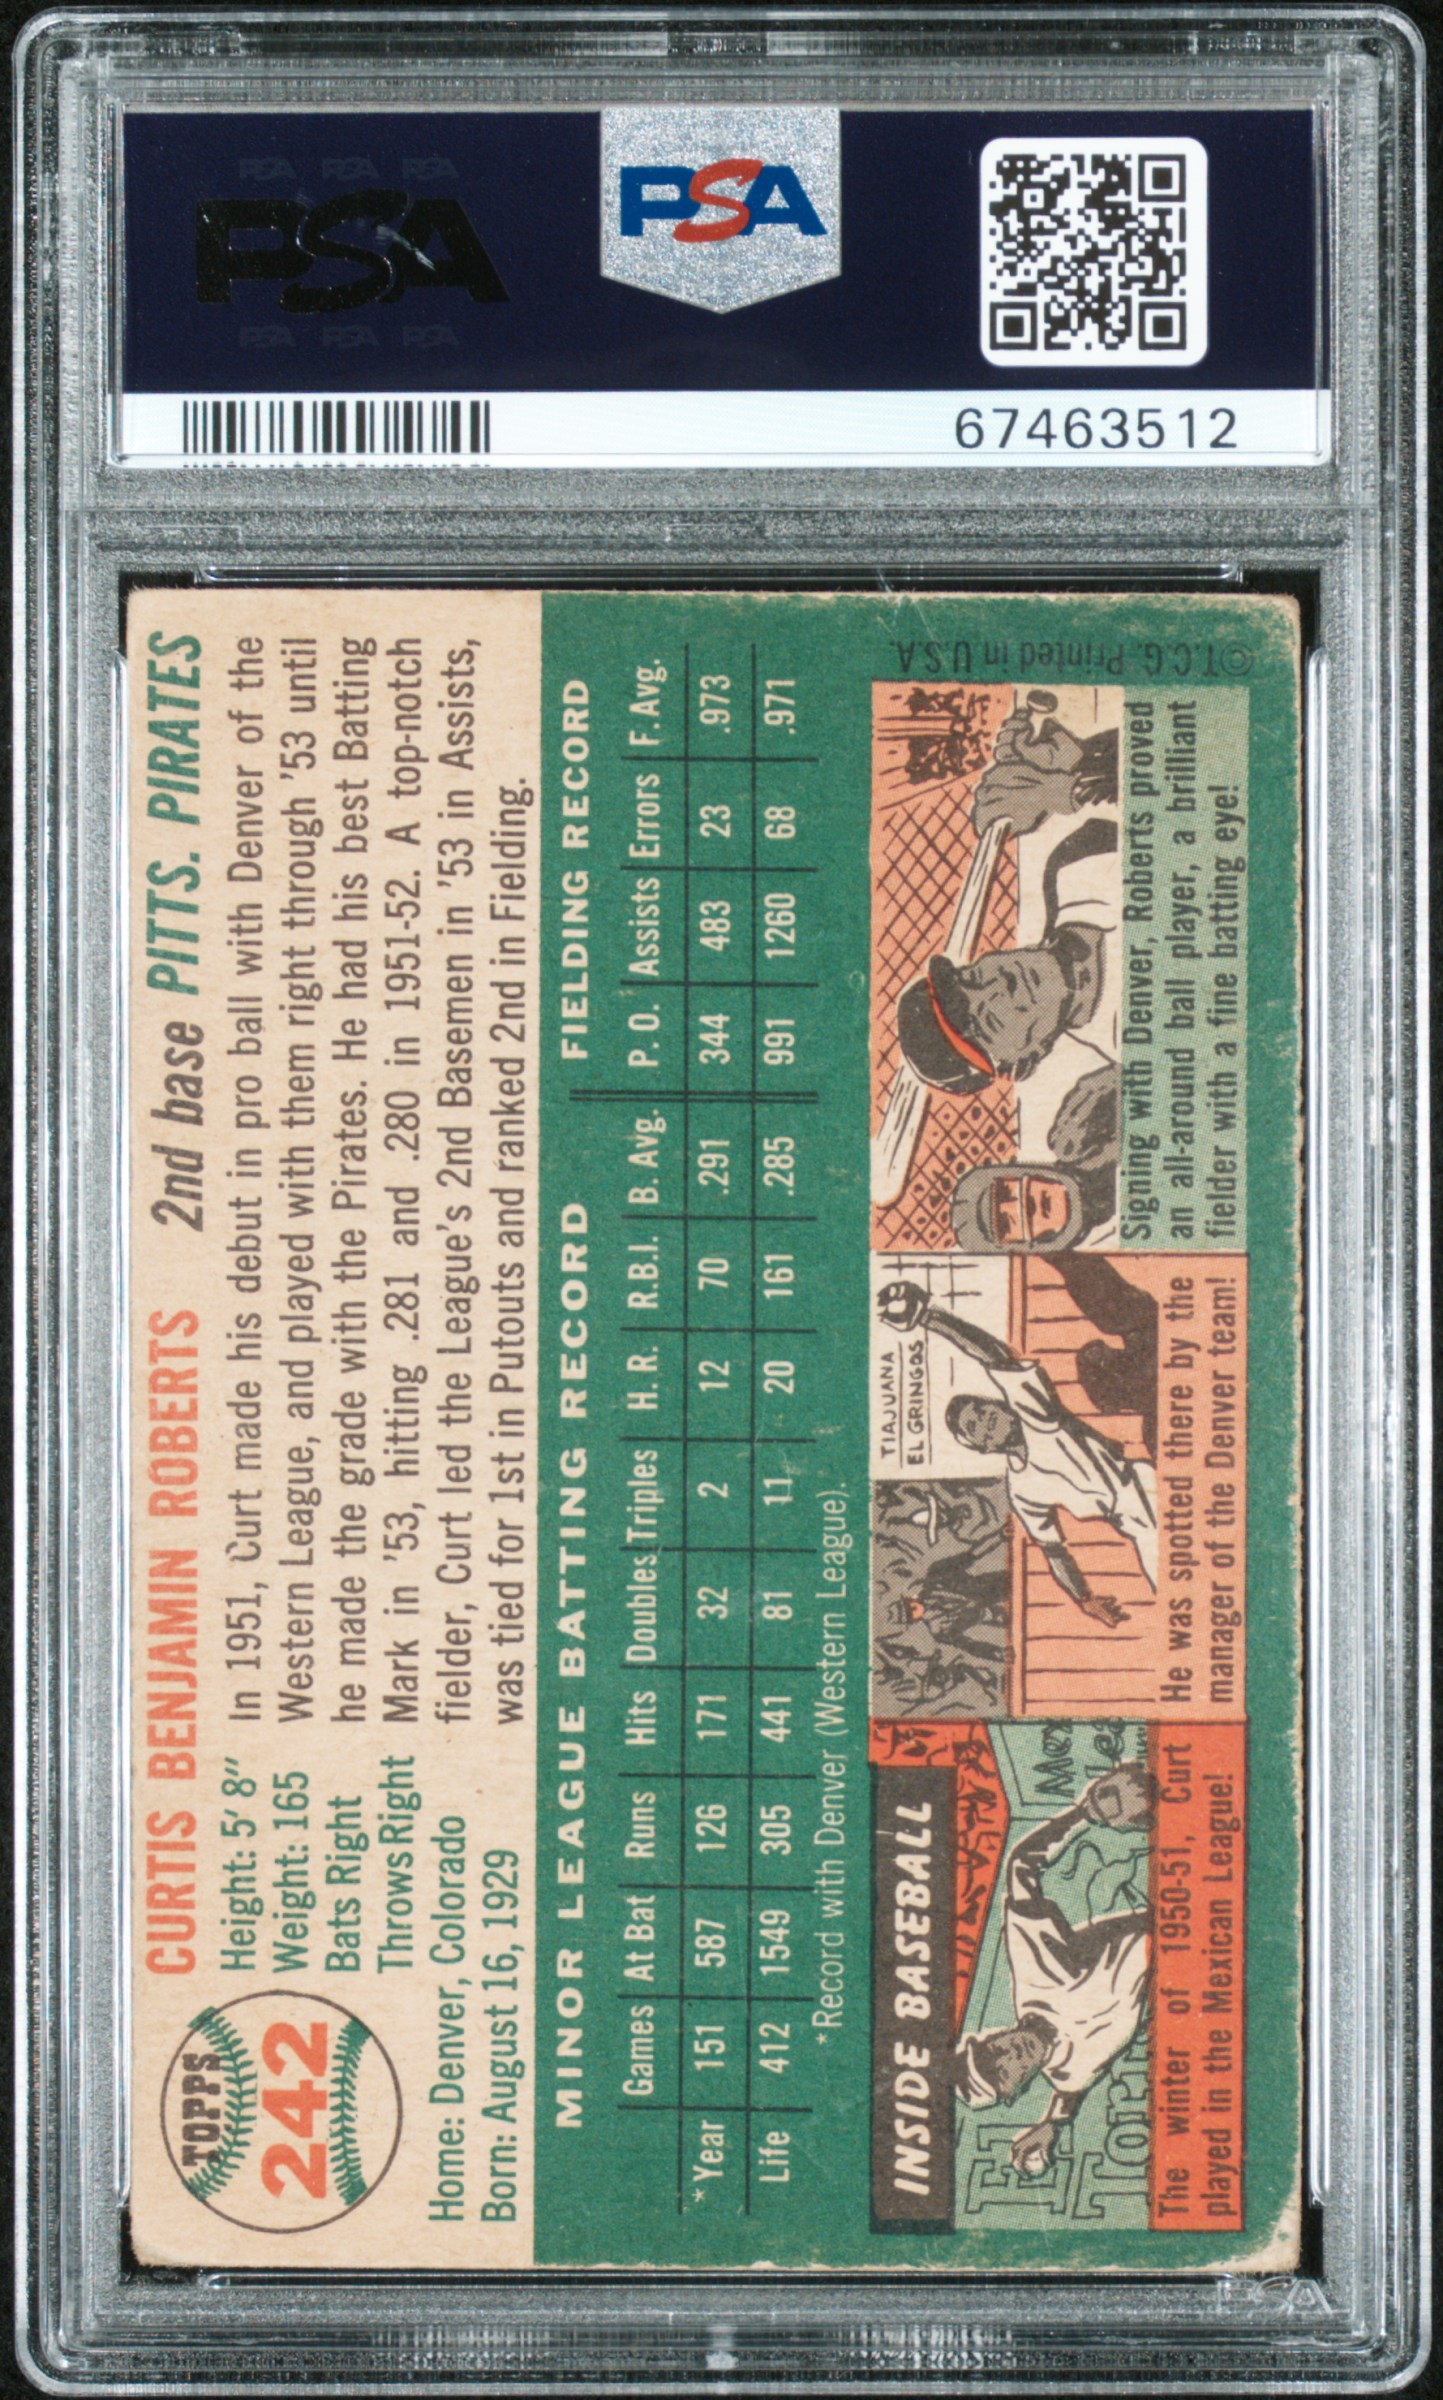 PSA PSA PSA
PSA
PSA PSA PSA
PSA
67463512
TOPPS
242
CURTIS BENJAMIN ROBERTS 2nd base PITTS. PIRATES
Height: 5' 8"
Weight: 165
Bats Right
Throws Right
Home: Denver, Colorado
Born: August 16, 1929
In 1951, Curt made his debut in pro ball with Denver of the
Western League, and played with them right through '53 until
he made the grade with the Pirates. He had his best Batting
Mark in '53, hitting .281 and .280 in 1951-52. A top-notch
fielder, Curt led the League's 2nd Basemen in '53 in Assists,
was tied for 1st in Putouts and ranked 2nd in Fielding.
MINOR LEAGUE BATTING RECORD FIELDING RECORD
Games At Bat Runs Hits Doubles Triples H. R. R.B.I. B. Avg. P. O. Assists Errors F. Avg.
*Year 151 587 126 171 32 2 12 70 .291 344 483 23 .973
Life 412 1549 305 441 81 11 20 161 .285 991 1260 68 .971
*Record with Denver (Western League).
INSIDE BASEBALL
El
Mex
Lea
The winter of 1950-51, Curt
played in the Mexican League!
TIAJUANA
EL GRINGOS
He was spotted there by the
manager of the Denver team!
Signing with Denver, Roberts proved
an all-around ball player, a brilliant
fielder with a fine batting eye!
©T.C.G. Printed in U.S.A.
PSA